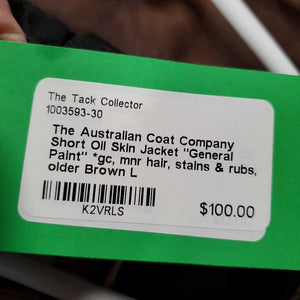 The Tack Collector
1003593-30
The Australian Coat Company
Short Oil Skin Jacket "General
Paint" *gc, mnr hair, stains & rubs,
older Brown L
K2VRLS
$100.00